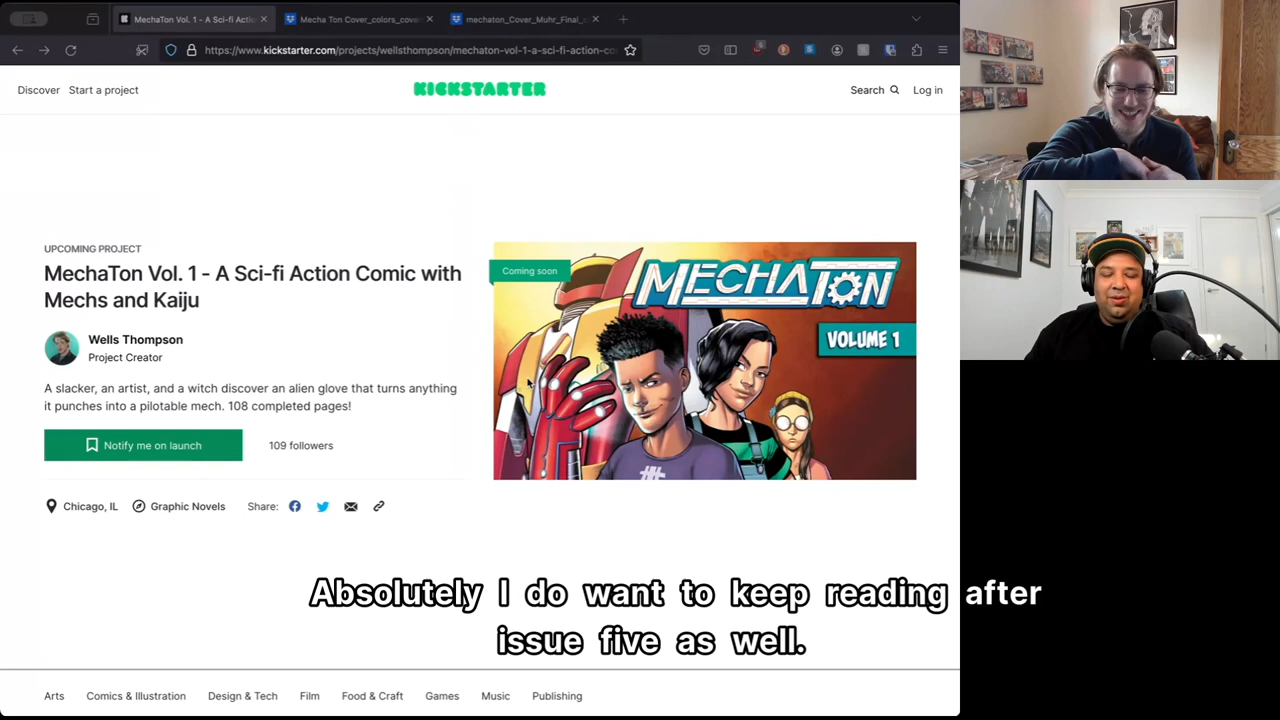 MechaTon Vol. 1 - A Sci-fi Actio
Mecha Ton Cover_colors_cove
mechaton_Cover_Muhr_Final_
https://www.kickstarter.com/projects/wellsthompson/mechaton-vol-1-a-sci-fi-action-co
Discover Start a project
KICKSTARTER
Search
Log in
UPCOMING PROJECT
MechaTon Vol. 1 - A Sci-fi Action Comic with
Mechs and Kaiju
Wells Thompson
Project Creator
A slacker, an artist, and a witch discover an alien glove that turns anything
it punches into a pilotable mech. 108 completed pages!
Notify me on launch
109 followers
Coming soon
MECHATON
VOLUME 1
Chicago, IL
Graphic Novels
Share:
Absolutely I do want to keep reading after
issue five as well.
Arts Comics & Illustration Design & Tech Film Food & Craft Games Music Publishing